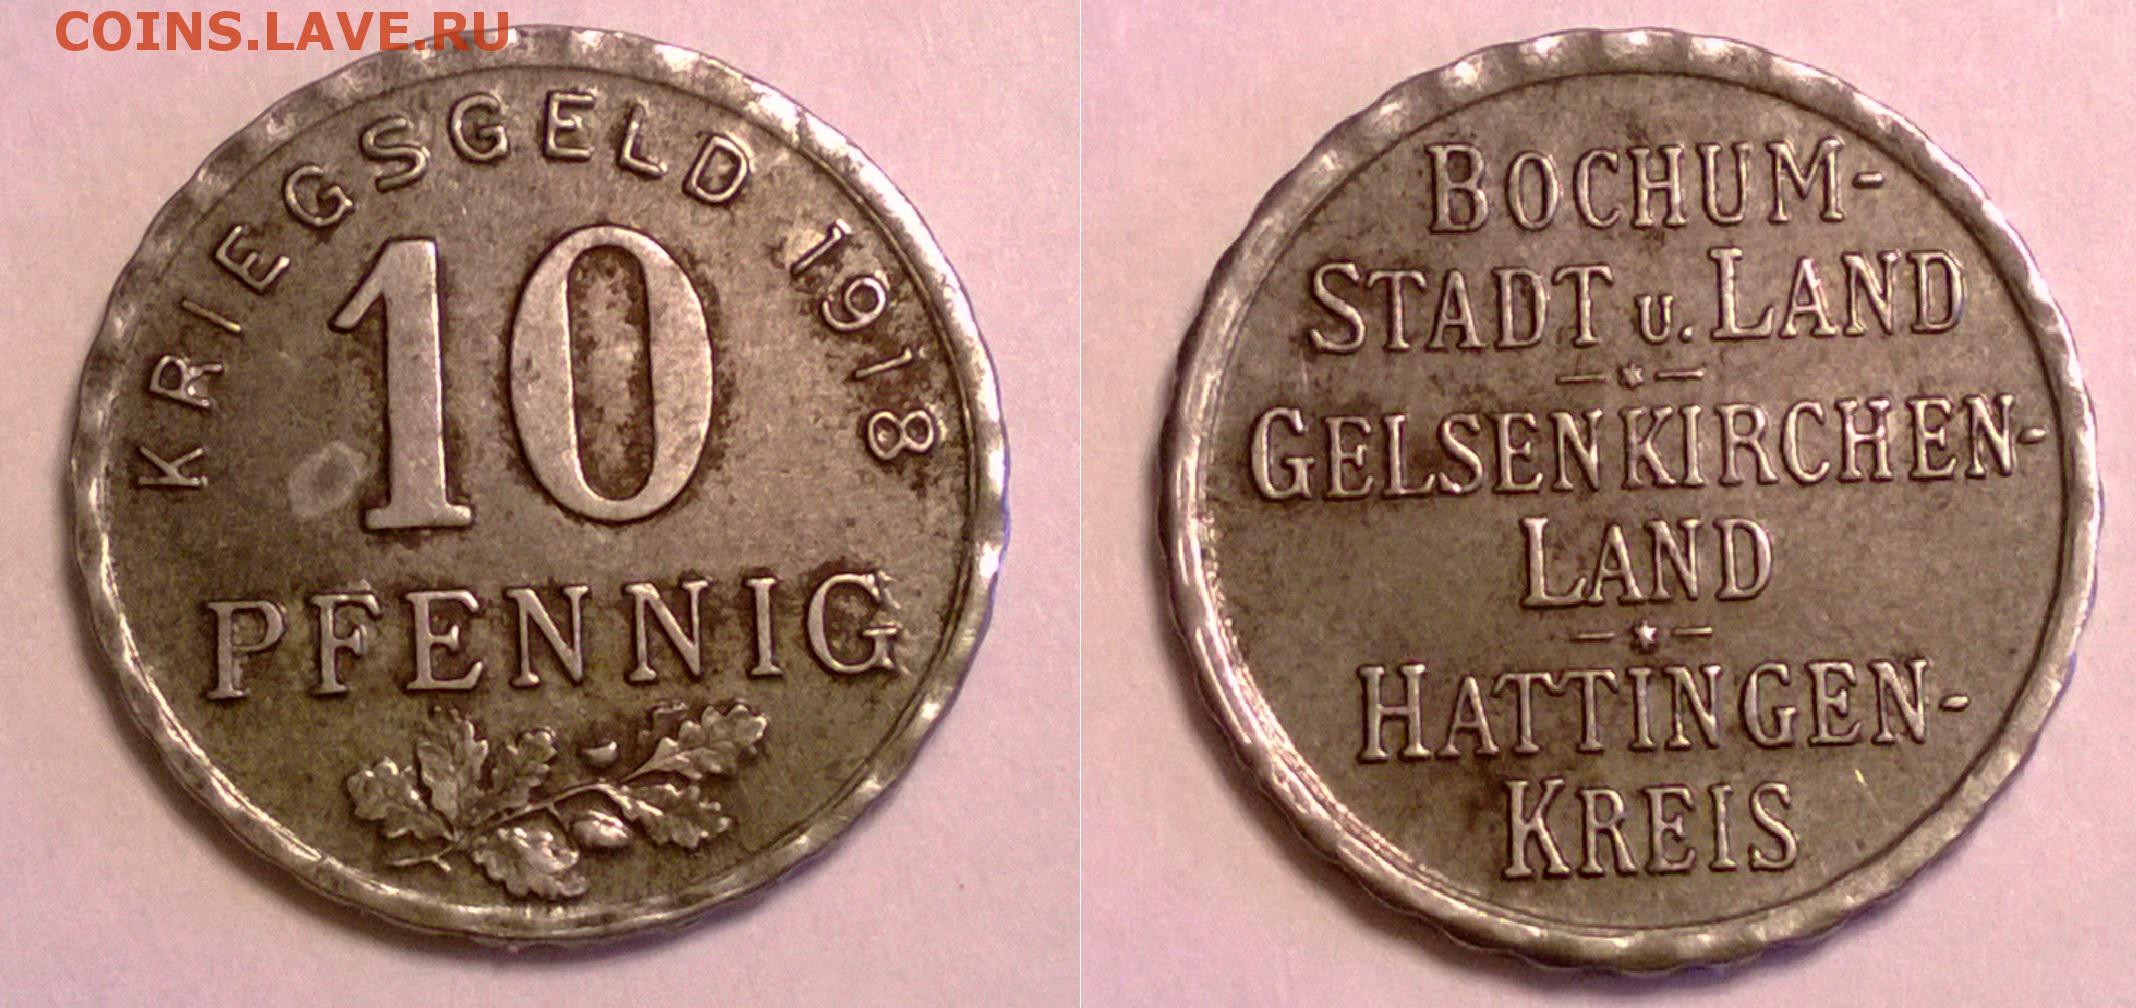 COINS.LAVE.RU
KRIEGSGELD 1918
10
PFENNIG
BOCHUM-
STADT u. LAND
GELSENKIRCHEN-
LAND
HATTINGEN-
KREIS